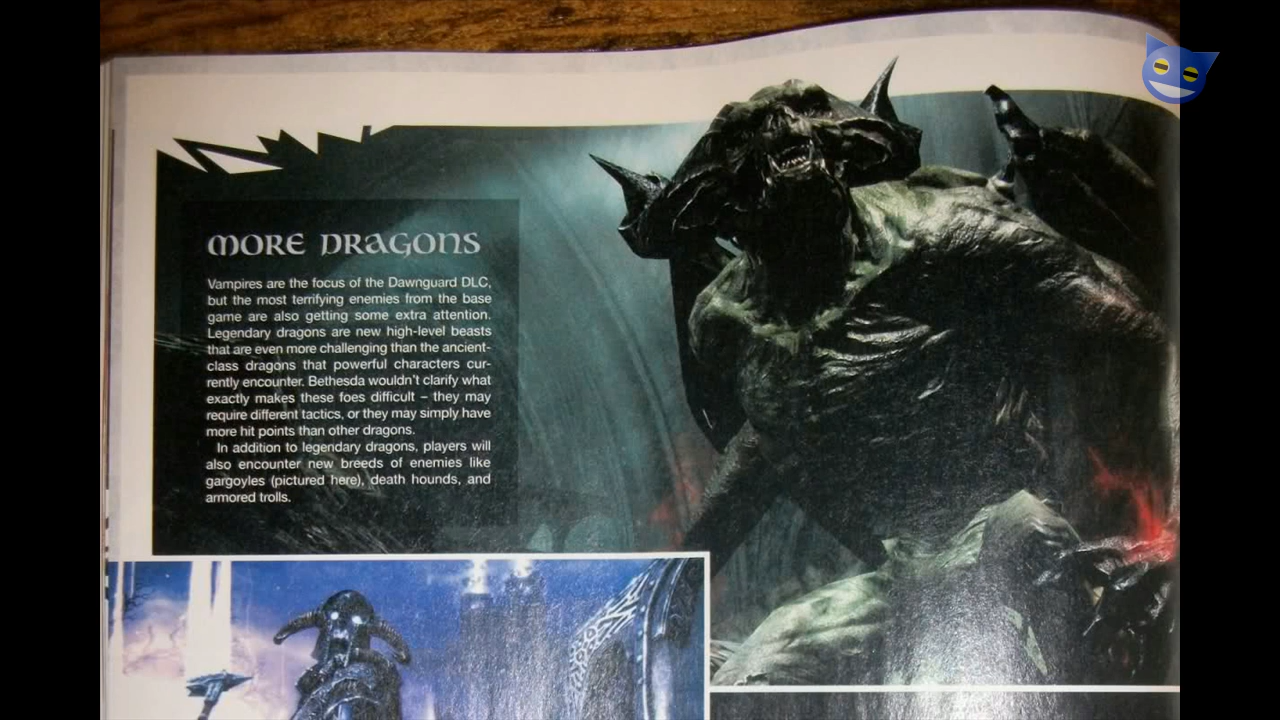 MORE DRAGONS
Vampires are the focus of the Dawnguard DLC,
but the most terrifying enemies from the base
game are also getting some extra attention.
Legendary dragons are new high-level beasts
that are even more challenging than the ancient-
class dragons that powerful characters cur-
rently encounter. Bethesda wouldn't clarify what
exactly makes these foes difficult – they may
require different tactics, or they may simply have
more hit points than other dragons.
In addition to legendary dragons, players will
also encounter new breeds of enemies like
gargoyles (pictured here), death hounds, and
armored trolls.